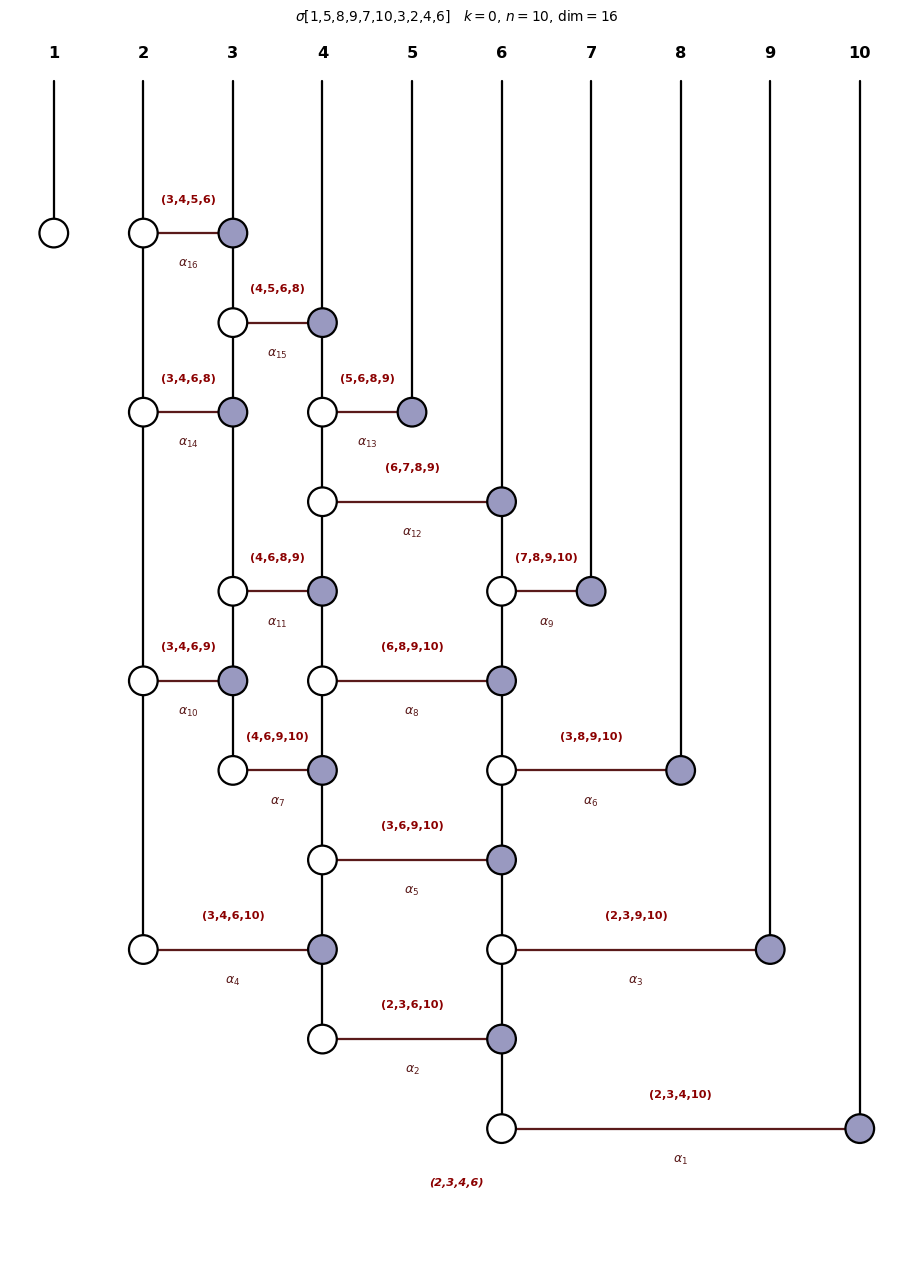 σ[1,5,8,9,7,10,3,2,4,6]   k=0, n=10, dim=16
1 2 3 4 5 6 7 8 9 10
(3,4,5,6)
α₁₆
(4,5,6,8)
α₁₅
(3,4,6,8) (5,6,8,9)
α₁₄ α₁₃
(6,7,8,9)
α₁₂
(4,6,8,9) (7,8,9,10)
α₁₁ α₉
(3,4,6,9) (6,8,9,10)
α₁₀ α₈
(4,6,9,10) (3,8,9,10)
α₇ α₆
(3,6,9,10)
α₅
(3,4,6,10) (2,3,9,10)
α₄ α₃
(2,3,6,10)
α₂
(2,3,4,10)
α₁
(2,3,4,6)